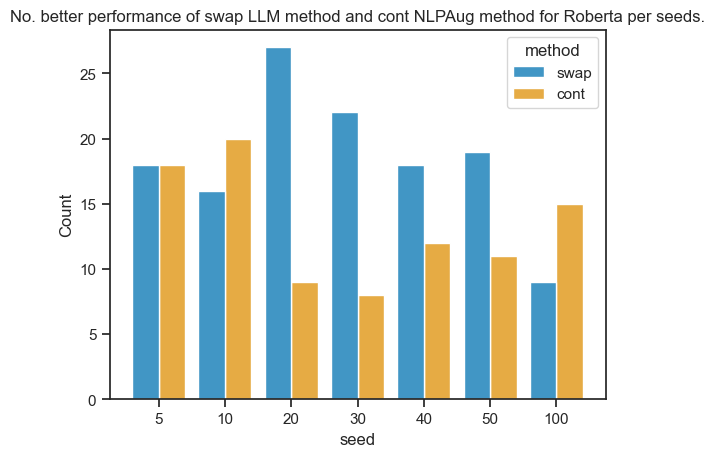 No. better performance of swap LLM method and cont NLPAug method for Roberta per seeds.
method
swap
cont
Count
25
20
15
10
5
0
5 10 20 30 40 50 100
seed